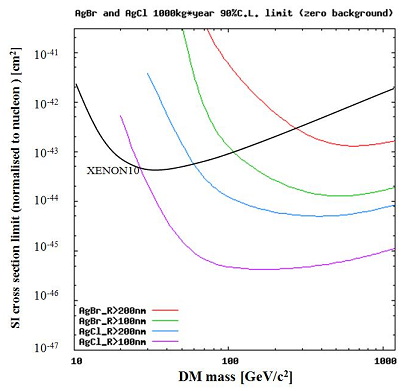 AgBr and AgCl 1000kg*year 90%C.L. limit (zero background)
SI cross section limit (normalised to nucleon ) [cm²]
10⁻⁴¹
10⁻⁴²
10⁻⁴³
10⁻⁴⁴
10⁻⁴⁵
10⁻⁴⁶
10⁻⁴⁷
XENON10
AgBr_R>200nm
AgBr_R>100nm
AgCl_R>200nm
AgCl_R>100nm
10 100 1000
DM mass [GeV/c²]